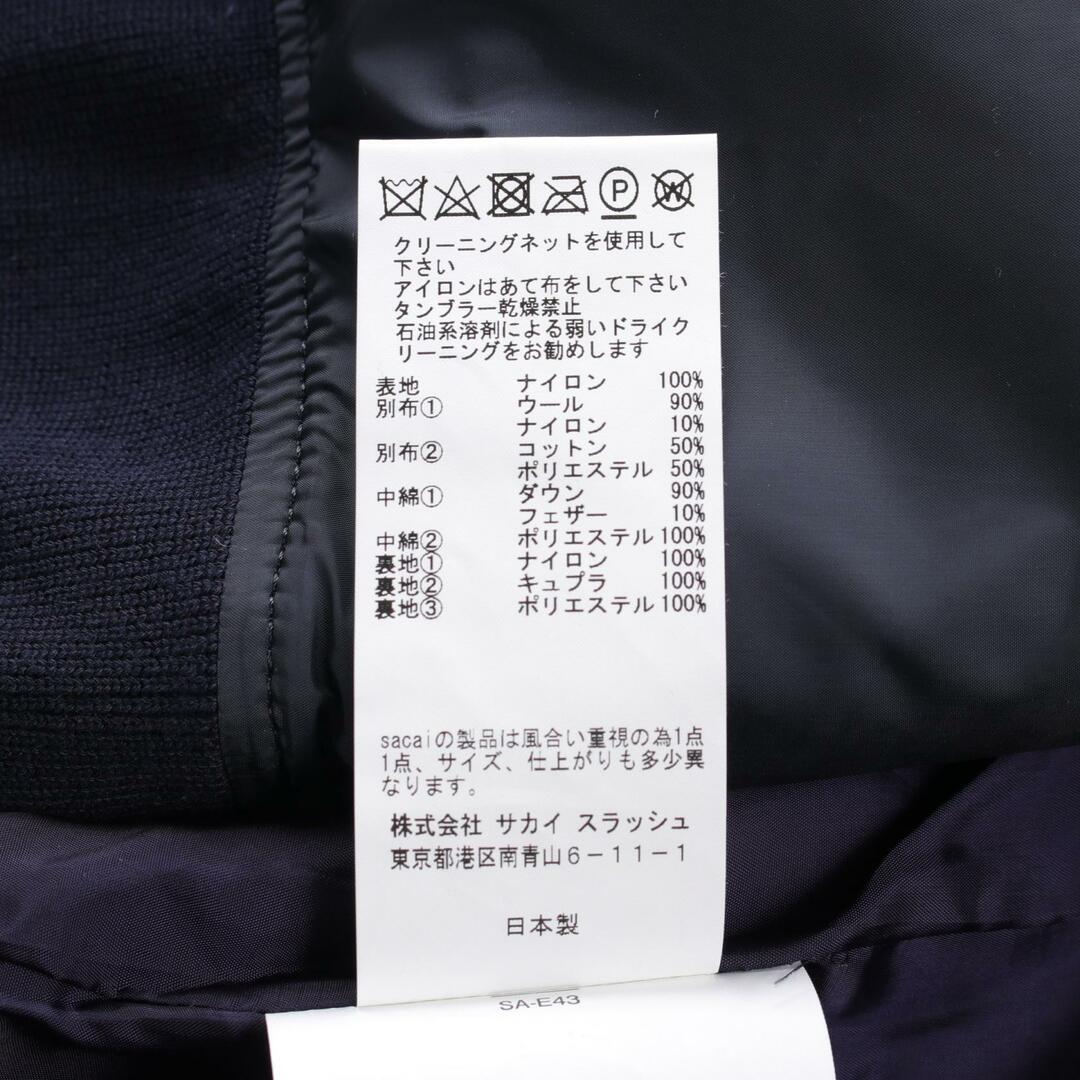 P W
クリーニングネットを使用して
下さい
アイロンはあて布をして下さい
タンブラー乾燥禁止
石油系溶剤による弱いドライク
リーニングをお勧めします
表地 ナイロン 100%
別布① ウール 90%
ナイロン 10%
別布② コットン 50%
ポリエステル 50%
中綿① ダウン 90%
フェザー 10%
中綿② ポリエステル 100%
裏地① ナイロン 100%
裏地② キュプラ 100%
裏地③ ポリエステル 100%
sacaiの製品は風合い重視の為1点
1点、サイズ、仕上がりも多少異
なります。
株式会社 サカイ スラッシュ
東京都港区南青山6-11-1
日本製
SA-E43